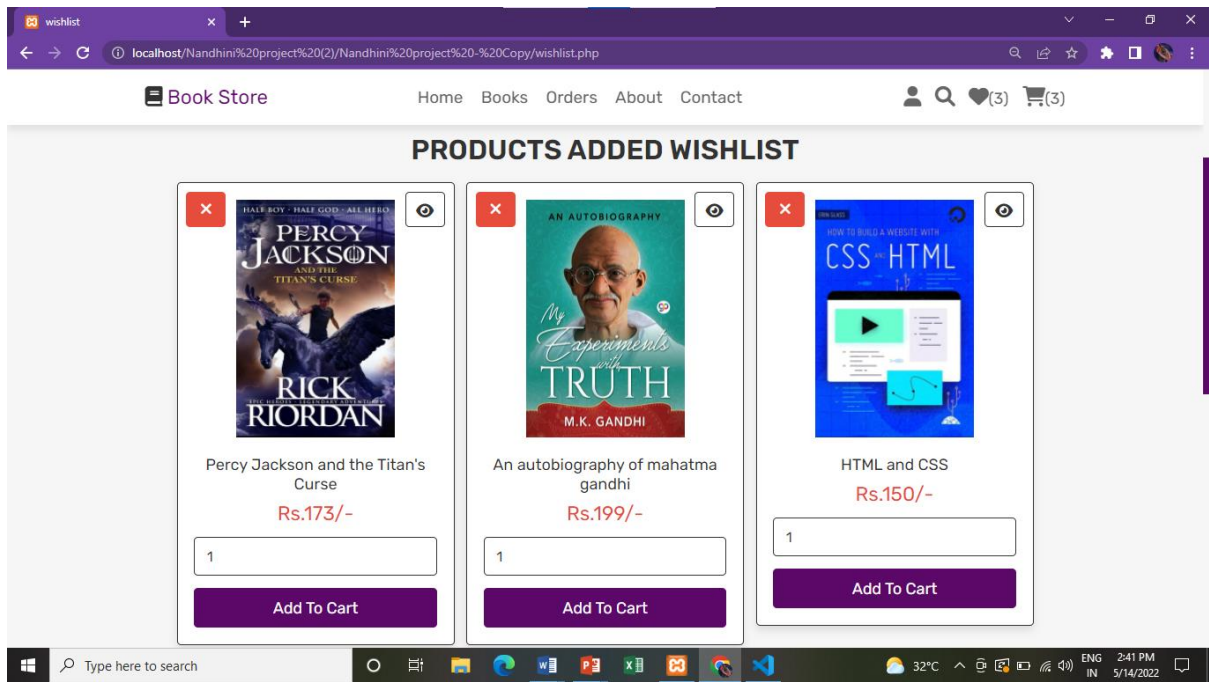 wishlist
localhost/Nandhini%20project%20(2)/Nandhini%20project%20-%20Copy/wishlist.php
Book Store Home Books Orders About Contact (3) (3)
PRODUCTS ADDED WISHLIST
HALF BOY · HALF GOD · ALL HERO
PERCY
JACKSON
AND THE
TITAN'S CURSE
RICK
EPIC HEROES · LEGENDARY ADVENTURES
RIORDAN
Percy Jackson and the Titan's
Curse
Rs.173/-
1
Add To Cart
AN AUTOBIOGRAPHY
My
Experiments
with
TRUTH
M.K. GANDHI
An autobiography of mahatma
gandhi
Rs.199/-
1
Add To Cart
HOW TO BUILD A WEBSITE WITH
CSS AND HTML
HTML and CSS
Rs.150/-
1
Add To Cart
Type here to search
32°C
ENG
IN
2:41 PM
5/14/2022